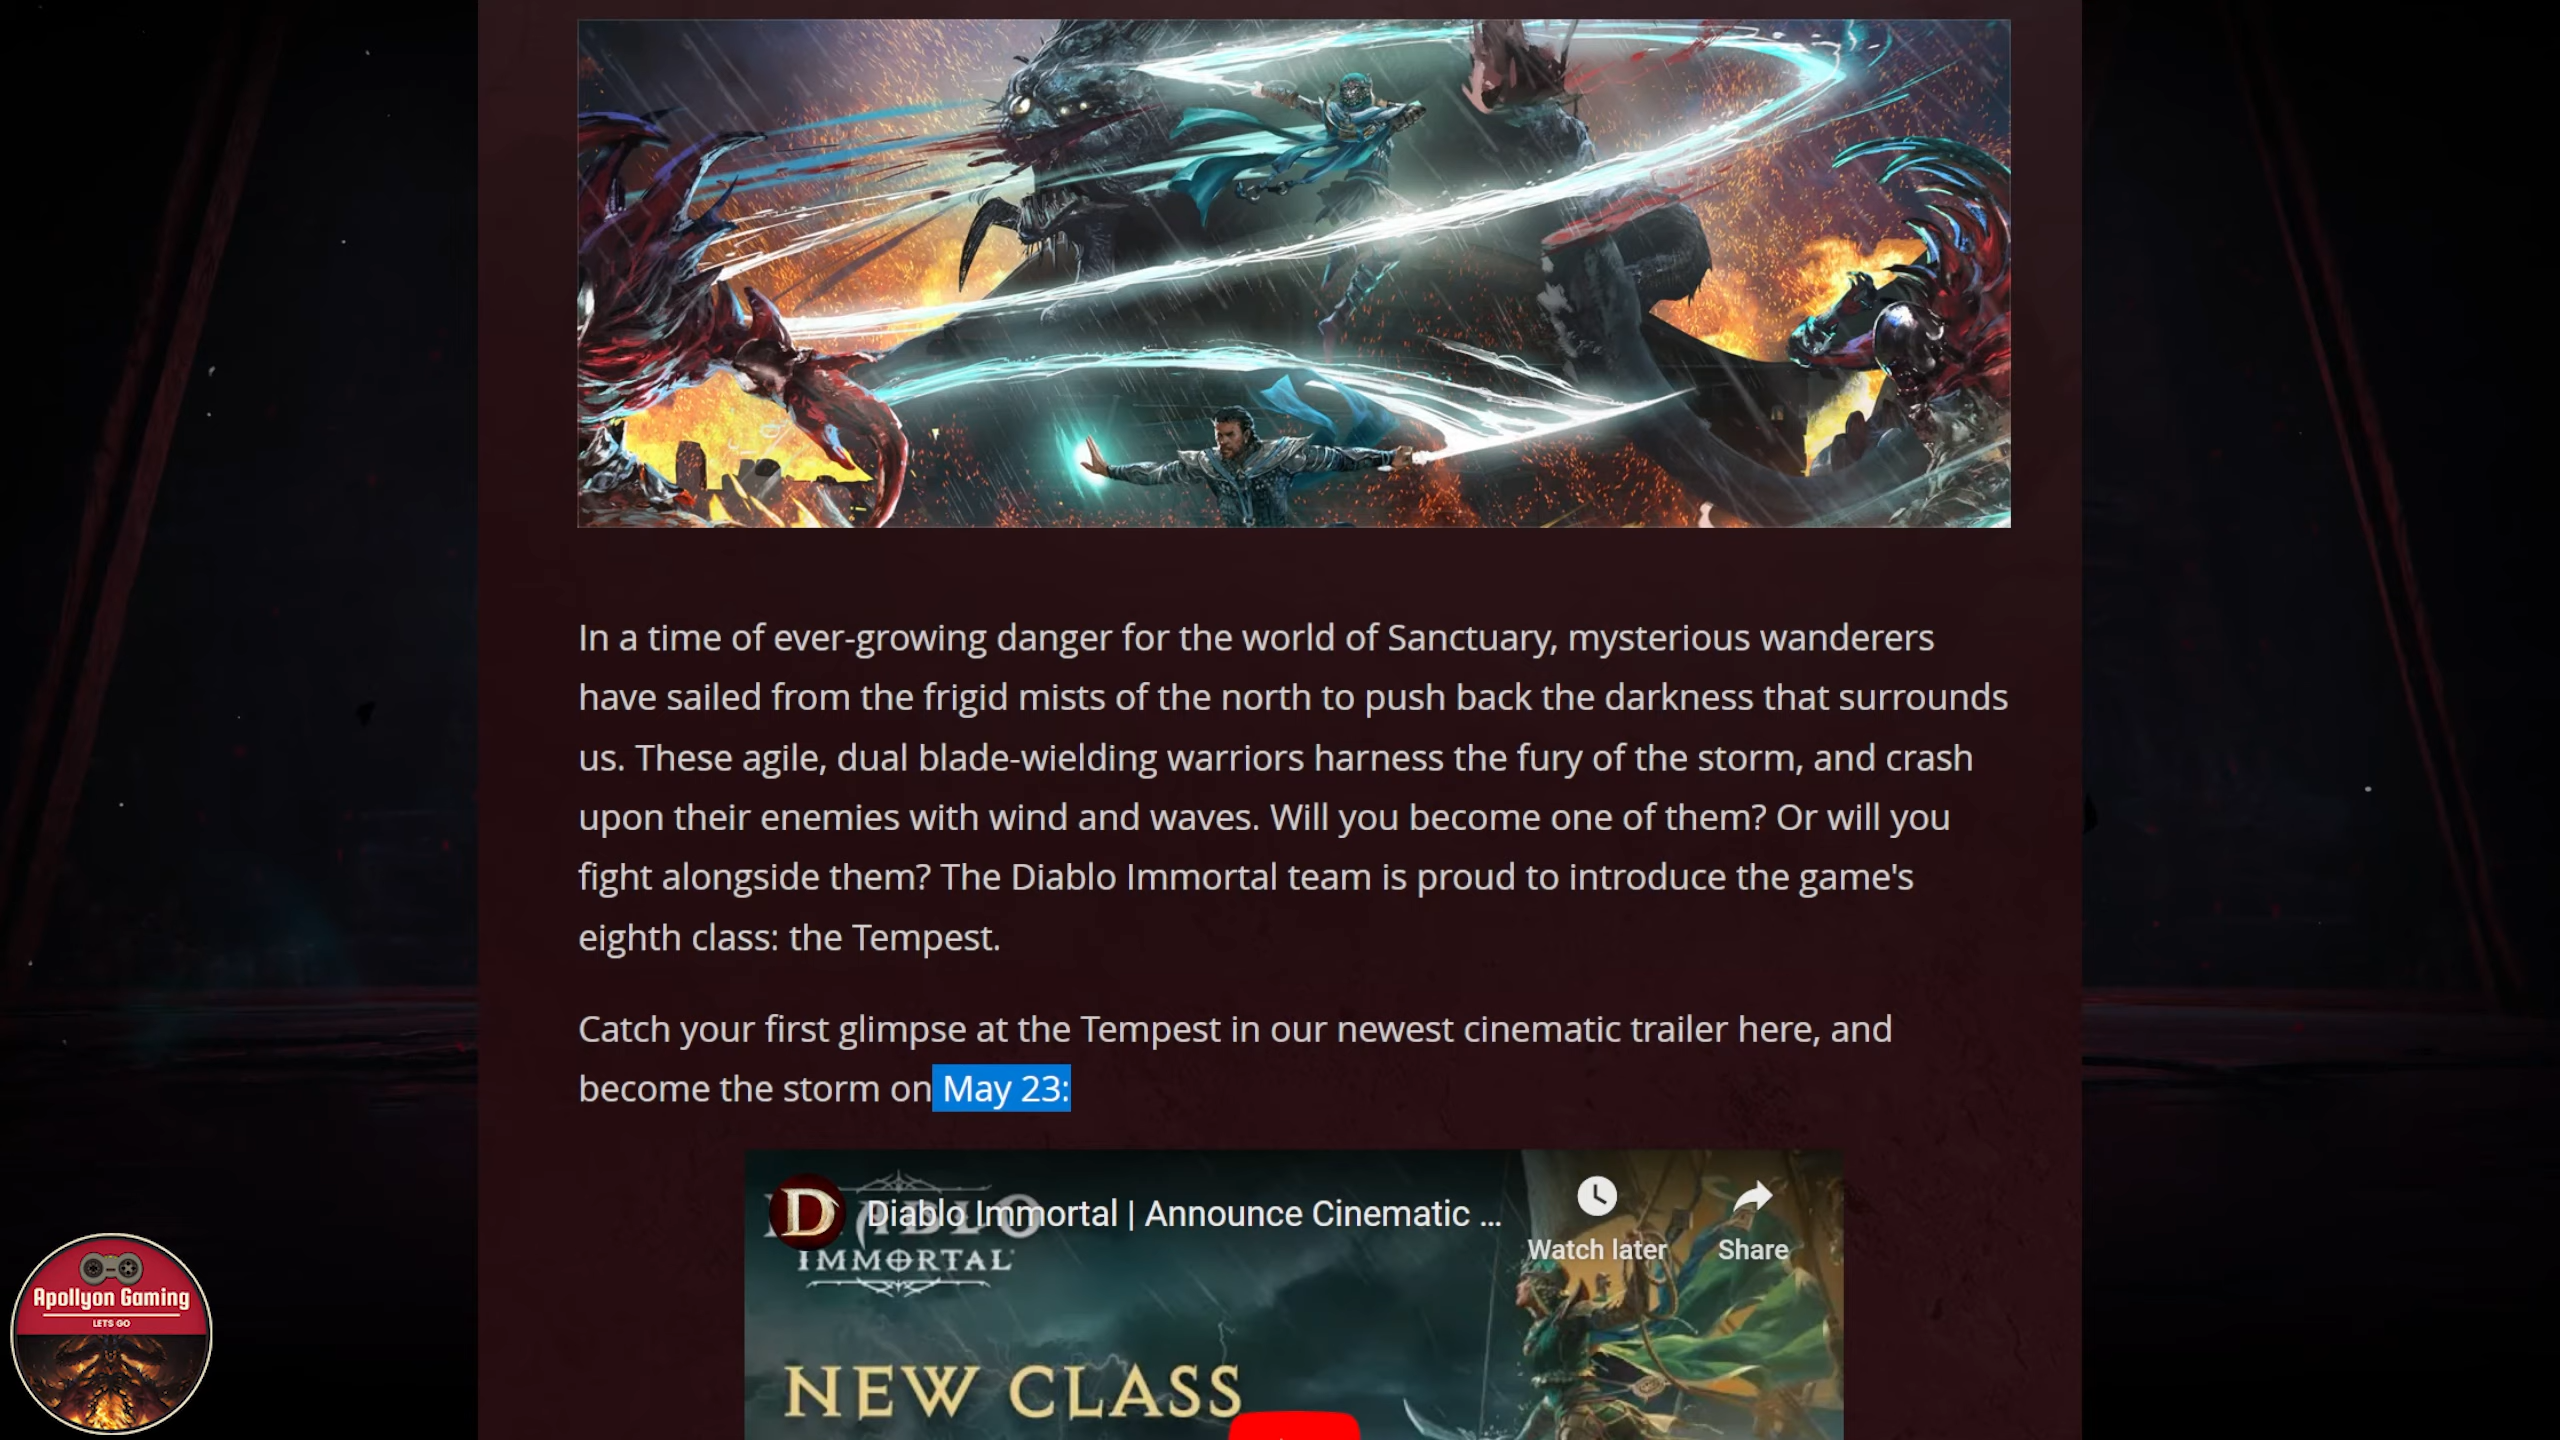 In a time of ever-growing danger for the world of Sanctuary, mysterious wanderers
have sailed from the frigid mists of the north to push back the darkness that surrounds
us. These agile, dual blade-wielding warriors harness the fury of the storm, and crash
upon their enemies with wind and waves. Will you become one of them? Or will you
fight alongside them? The Diablo Immortal team is proud to introduce the game's
eighth class: the Tempest.
Catch your first glimpse at the Tempest in our newest cinematic trailer here, and
become the storm on May 23:
D
Diablo Immortal | Announce Cinematic ...
DIABLO
IMMORTAL
Watch later
Share
NEW CLASS
Apollyon Gaming
LETS GO